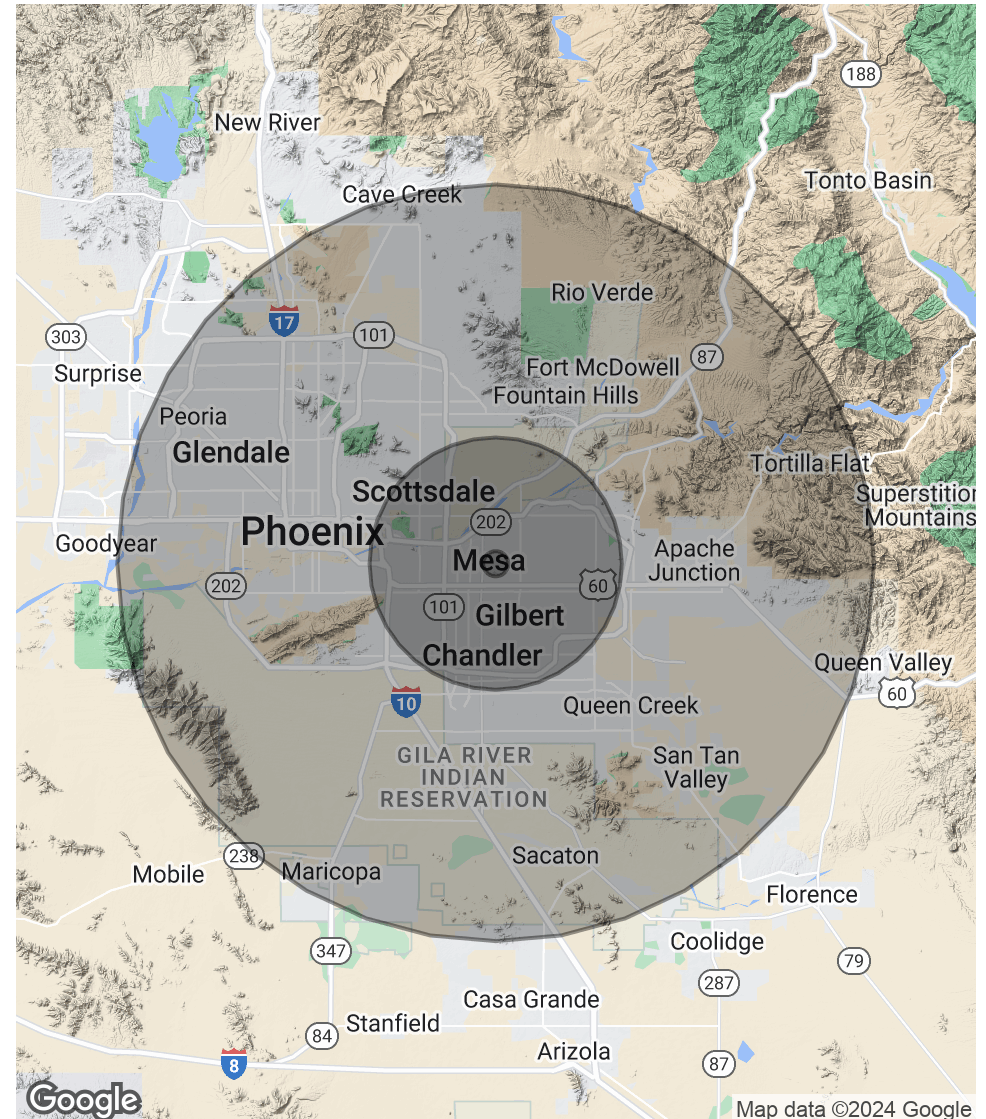 188
New River
Tonto Basin
Cave Creek
Rio Verde
17
303
101
87
Surprise
Fort McDowell
Fountain Hills
Peoria
Glendale
Tortilla Flat
Scottsdale
Superstition
Mountains
202
Phoenix
Goodyear
Mesa
Apache
Junction
202
60
101
Gilbert
Chandler
Queen Valley
60
10
Queen Creek
GILA RIVER
INDIAN
RESERVATION
San Tan
Valley
238
Sacaton
Mobile
Maricopa
Florence
347
Coolidge
79
287
Casa Grande
Stanfield
84
Arizola
8
87
Google
Map data ©2024 Google